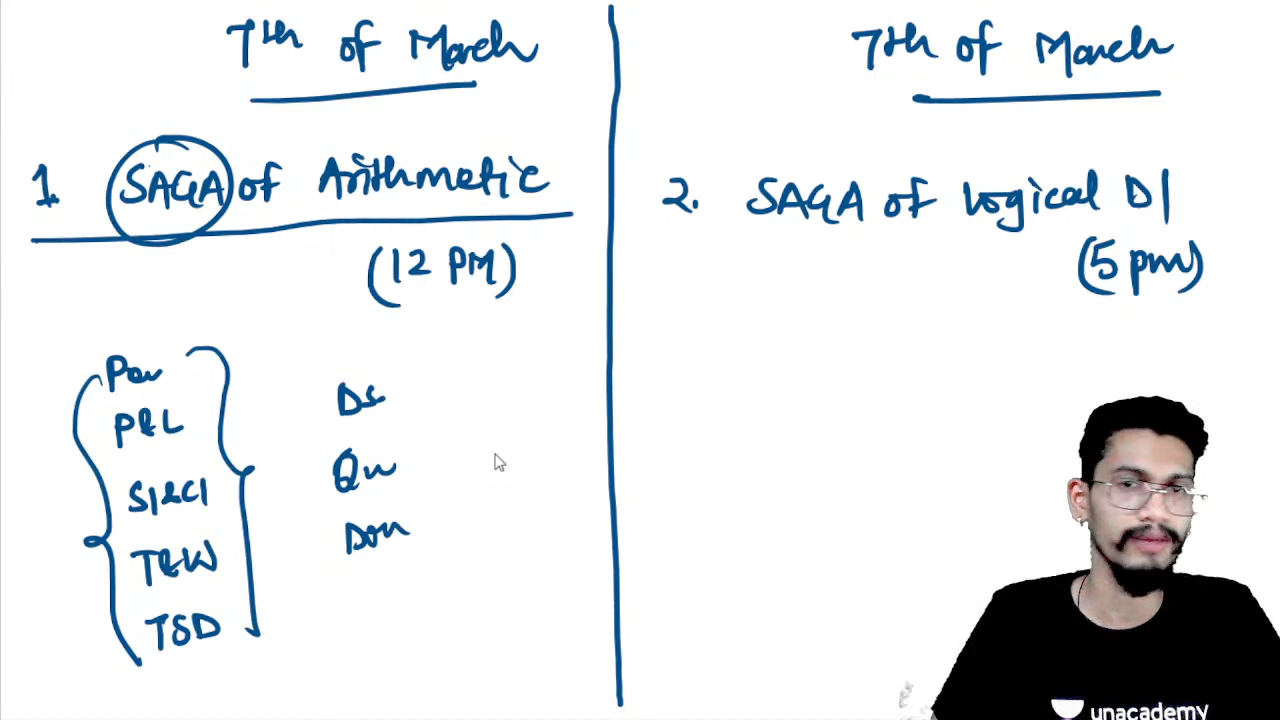 7th of March
1. SAGA of Arithmetic
(12 PM)
Per
P&L
SI&CI
T&W
TSD
DS
Qu
Don
7th of March
2. SAGA of Logical DI
(5 pm)
unacademy